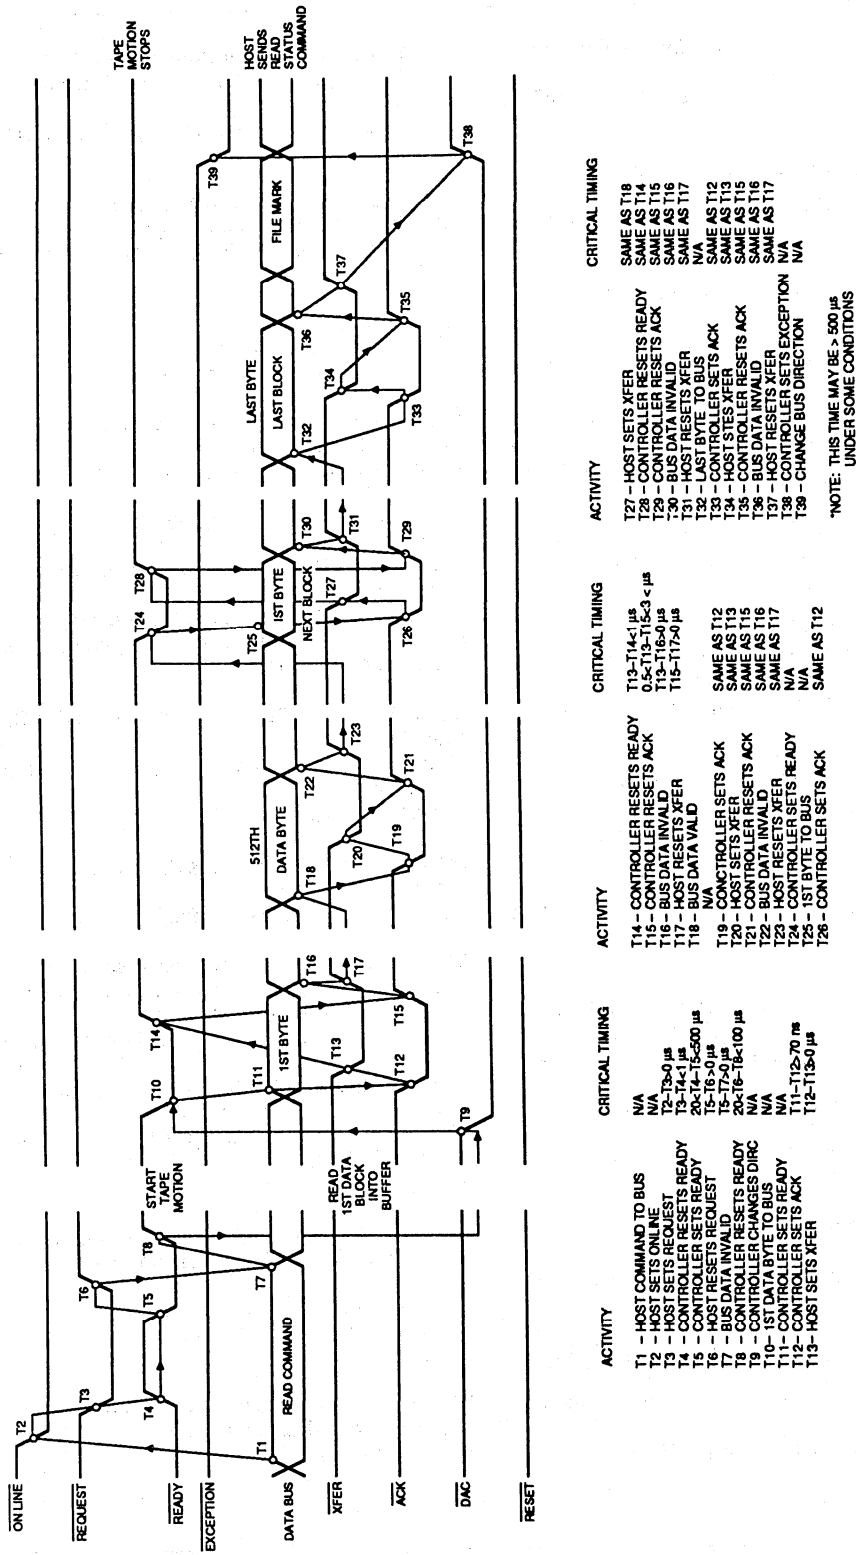 ON LINE
REQUEST
READY
EXCEPTION
DATA BUS
XFER
ACK
DAC
RESET
T2
T3
T4
T1
READ COMMAND
T5
T6
T7
T8
START
TAPE
MOTION
READ
1ST DATA
BLOCK
INTO
BUFFER
T9
T10
T11
T14
1ST BYTE
T13
T12
T15
T16
T17
512TH
DATA BYTE
T18
T20
T19
T22
T21
T23
T24
T28
T25
1ST BYTE
NEXT BLOCK
T27
T26
T30
T31
T29
LAST BYTE
LAST BLOCK
T32
T34
T33
T36
T35
T37
FILE MARK
T39
T38
TAPE
MOTION
STOPS
HOST
SENDS
READ
STATUS
COMMAND
ACTIVITY CRITICAL TIMING
T1 – HOST COMMAND TO BUS N/A
T2 – HOST SETS ONLINE N/A
T3 – HOST SETS REQUEST T2–T3>0 µs
T4 – CONTROLLER RESETS READY T3–T4<1 µs
T5 – CONTROLLER SETS READY 20<T4–T5<500 µs
T6 – HOST RESETS REQUEST T5–T6>0 µs
T7 – BUS DATA INVALID T5–T7>0 µs
T8 – CONTROLLER RESETS READY 20<T6–T8<100 µs
T9 – CONTROLLER CHANGES DIRC N/A
T10– 1ST DATA BYTE TO BUS N/A
T11– CONTROLLER SETS READY N/A
T12– CONTROLLER SETS ACK T11–T12>70 ns
T13– HOST SETS XFER T12–T13>0 µs
ACTIVITY CRITICAL TIMING
T14 – CONTROLLER RESETS READY T13–T14<1 µs
T15 – CONTROLLER RESETS ACK 0.5<T13–T15<3 < µs
T16 – BUS DATA INVALID T13–T16>0 µs
T17 – HOST RESETS XFER T15–T17>0 µs
T18 – BUS DATA VALID
N/A
T19 – CONCTROLLER SETS ACK SAME AS T12
T20 – HOST SETS XFER SAME AS T13
T21 – CONTROLLER RESETS ACK SAME AS T15
T22 – BUS DATA INVALID SAME AS T16
T23 – HOST RESETS XFER SAME AS T17
T24 – CONTROLLER SETS READY N/A
T25 – 1ST BYTE TO BUS N/A
T26 – CONTROLLER SETS ACK SAME AS T12
ACTIVITY CRITICAL TIMING
T27 – HOST SETS XFER SAME AS T18
T28 – CONTROLLER RESETS READY SAME AS T14
T29 – CONTROLLER RESETS ACK SAME AS T15
T30 – BUS DATA INVALID SAME AS T16
T31 – HOST RESETS XFER SAME AS T17
T32 – LAST BYTE TO BUS N/A
T33 – CONTROLLER SETS ACK SAME AS T12
T34 – HOST STES XFER SAME AS T13
T35 – CONTROLLER RESETS ACK SAME AS T15
T36 – BUS DATA INVALID SAME AS T16
T37 – HOST RESETS XFER SAME AS T17
T38 – CONTROLLER SETS EXCEPTION N/A
T39 – CHANGE BUS DIRECTION N/A
*NOTE: THIS TIME MAY BE > 500 µs
UNDER SOME CONDITIONS